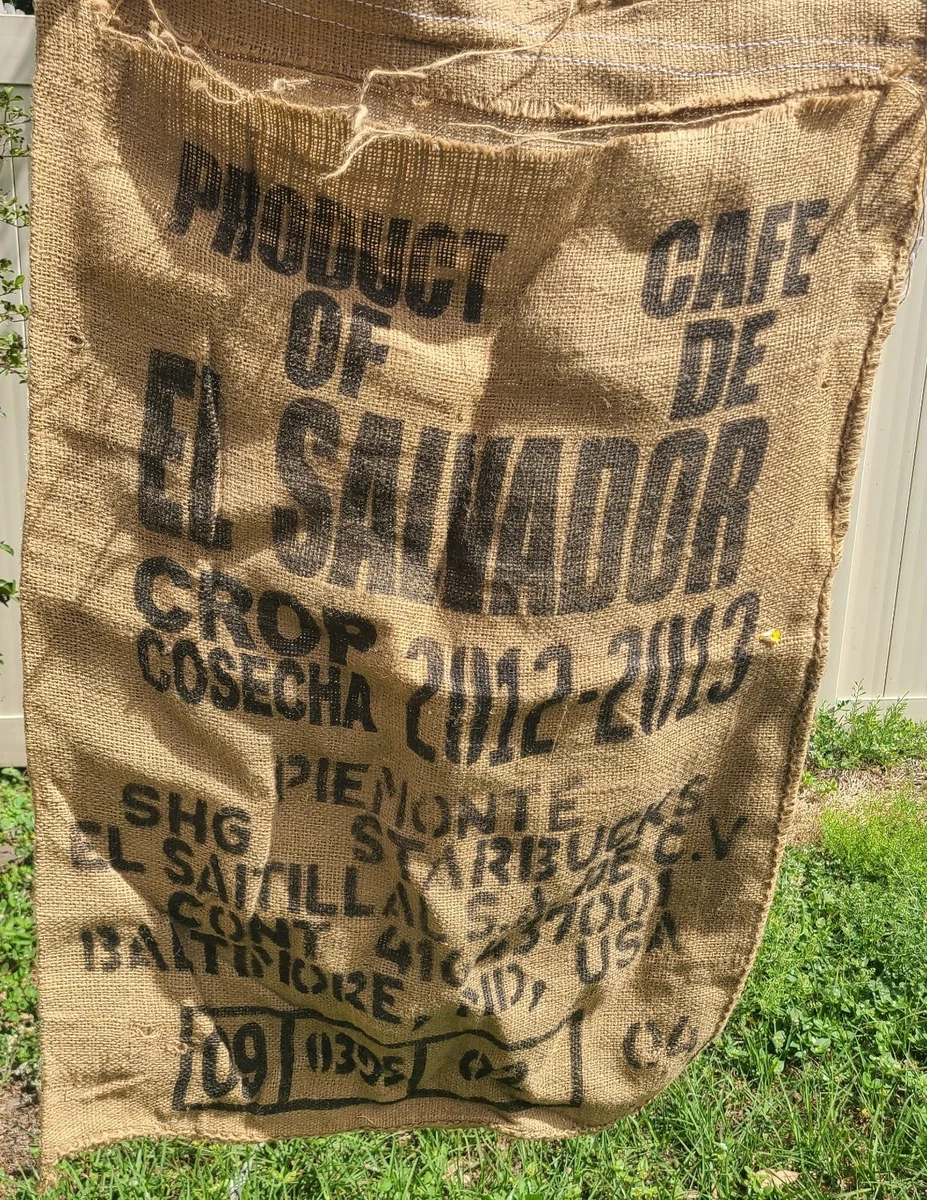 PRODUCT CAFE
OF DE
EL SALVADOR
CROP
COSECHA 2012-2013
PIEMONTE
SHG STARBUCKS
EL SAITILLAL S.A DE C.V
CONT
BALTIMORE, MD, USA
09 0395 03